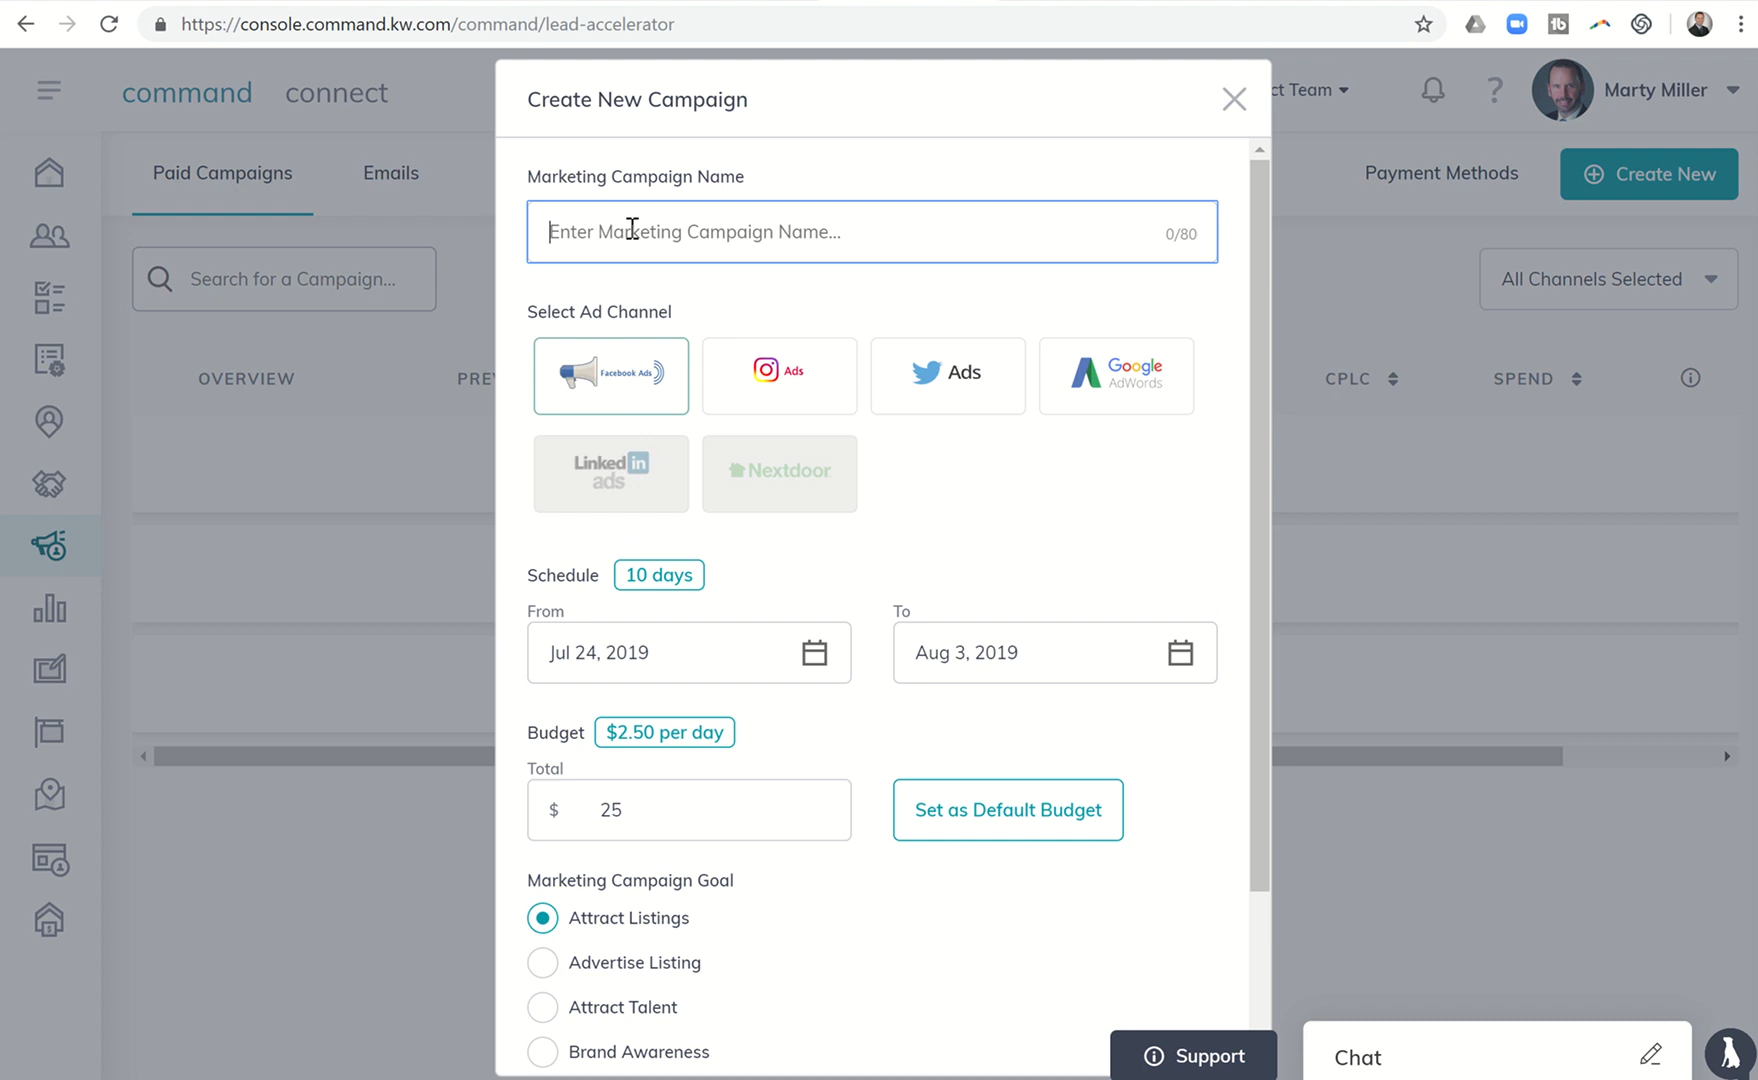 https://console.command.kw.com/command/lead-accelerator
command connect
ct Team
Marty Miller
Create New Campaign
Paid Campaigns
Emails
Payment Methods
Create New
Marketing Campaign Name
Enter Marketing Campaign Name...
0/80
Search for a Campaign...
All Channels Selected
Select Ad Channel
Facebook Ads
Ads
Ads
Google
AdWords
OVERVIEW
PRE
CPLC
SPEND
Linked in
ads
Nextdoor
Schedule 10 days
From
To
Jul 24, 2019
Aug 3, 2019
Budget $2.50 per day
Total
$ 25
Set as Default Budget
Marketing Campaign Goal
Attract Listings
Advertise Listing
Attract Talent
Brand Awareness
Support
Chat